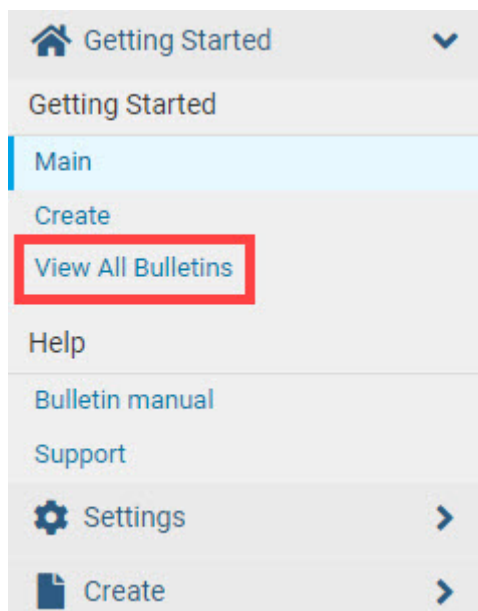 Getting Started
Getting Started
Main
Create
View All Bulletins
Help
Bulletin manual
Support
Settings
Create